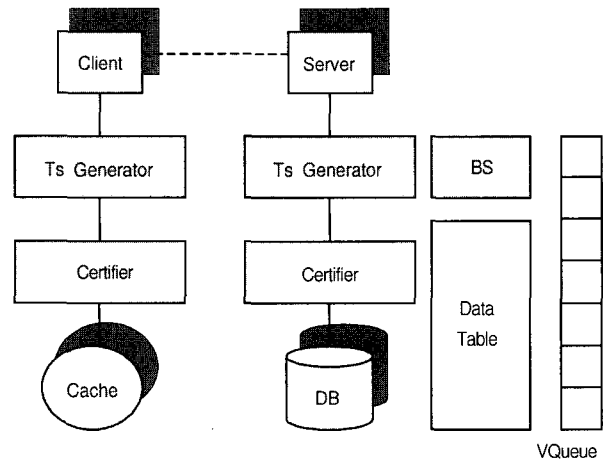 Client
Server
Ts Generator
Ts Generator
BS
Certifier
Certifier
Data
Table
Cache
DB
VQueue